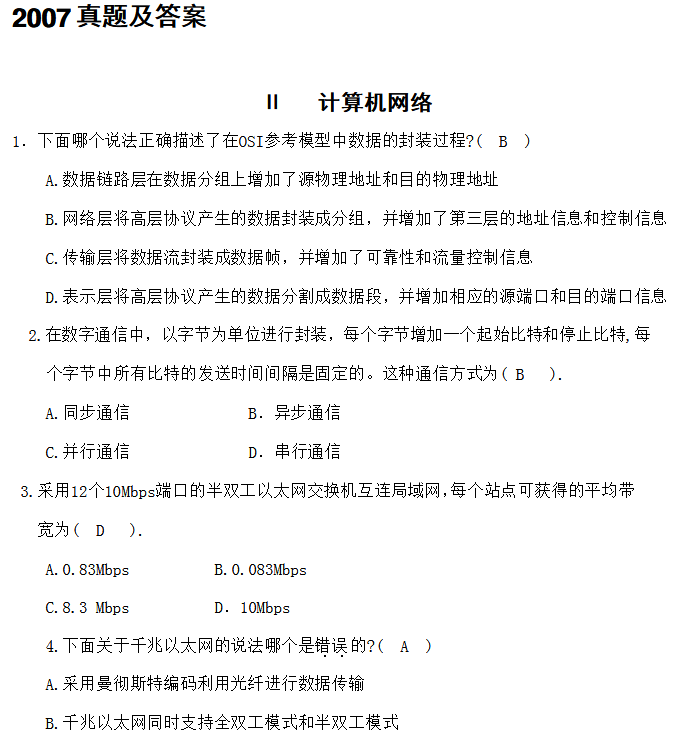 2007真题及答案
II 计算机网络
1. 下面哪个说法正确描述了在OSI参考模型中数据的封装过程?( B )
A.数据链路层在数据分组上增加了源物理地址和目的物理地址
B.网络层将高层协议产生的数据封装成分组，并增加了第三层的地址信息和控制信息
C.传输层将数据流封装成数据帧，并增加了可靠性和流量控制信息
D.表示层将高层协议产生的数据分割成数据段，并增加相应的源端口和目的端口信息
2.在数字通信中，以字节为单位进行封装，每个字节增加一个起始比特和停止比特,每
个字节中所有比特的发送时间间隔是固定的。这种通信方式为( B ).
A.同步通信 B. 异步通信
C.并行通信 D. 串行通信
3.采用12个10Mbps端口的半双工以太网交换机互连局域网,每个站点可获得的平均带
宽为( D ).
A.0.83Mbps B.0.083Mbps
C.8.3 Mbps D. 10Mbps
4.下面关于千兆以太网的说法哪个是错误的?( A )
A.采用曼彻斯特编码利用光纤进行数据传输
B.千兆以太网同时支持全双工模式和半双工模式